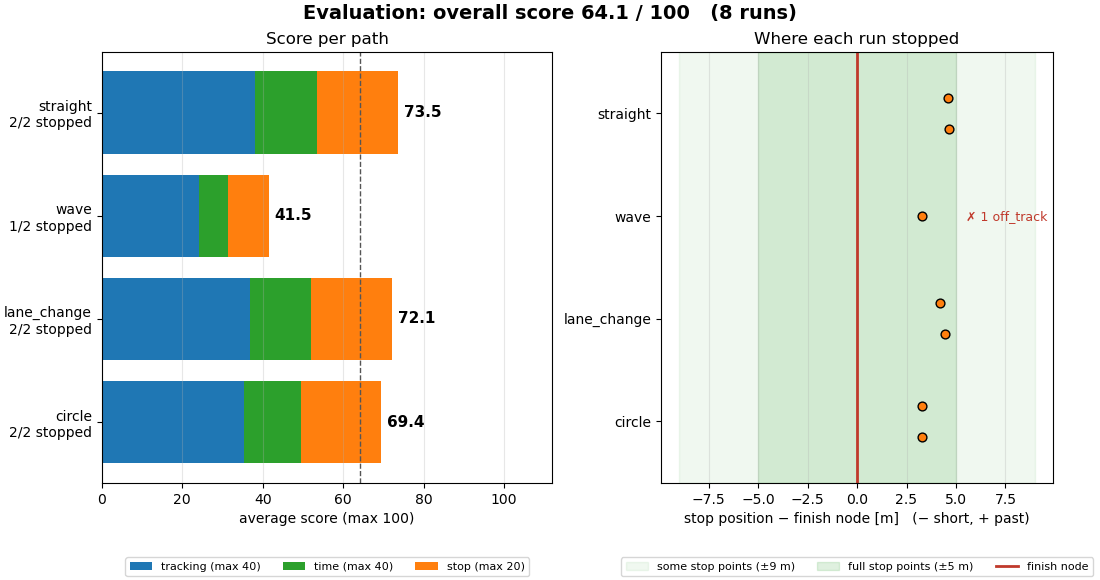 Evaluation: overall score 64.1 / 100 (8 runs)
Score per path
straight
2/2 stopped
73.5
wave
1/2 stopped
41.5
lane_change
2/2 stopped
72.1
circle
2/2 stopped
69.4
0 20 40 60 80 100
average score (max 100)
tracking (max 40) time (max 40) stop (max 20)
Where each run stopped
straight
wave
✗ 1 off_track
lane_change
circle
−7.5 −5.0 −2.5 0.0 2.5 5.0 7.5
stop position − finish node [m] (− short, + past)
some stop points (±9 m) full stop points (±5 m) finish node